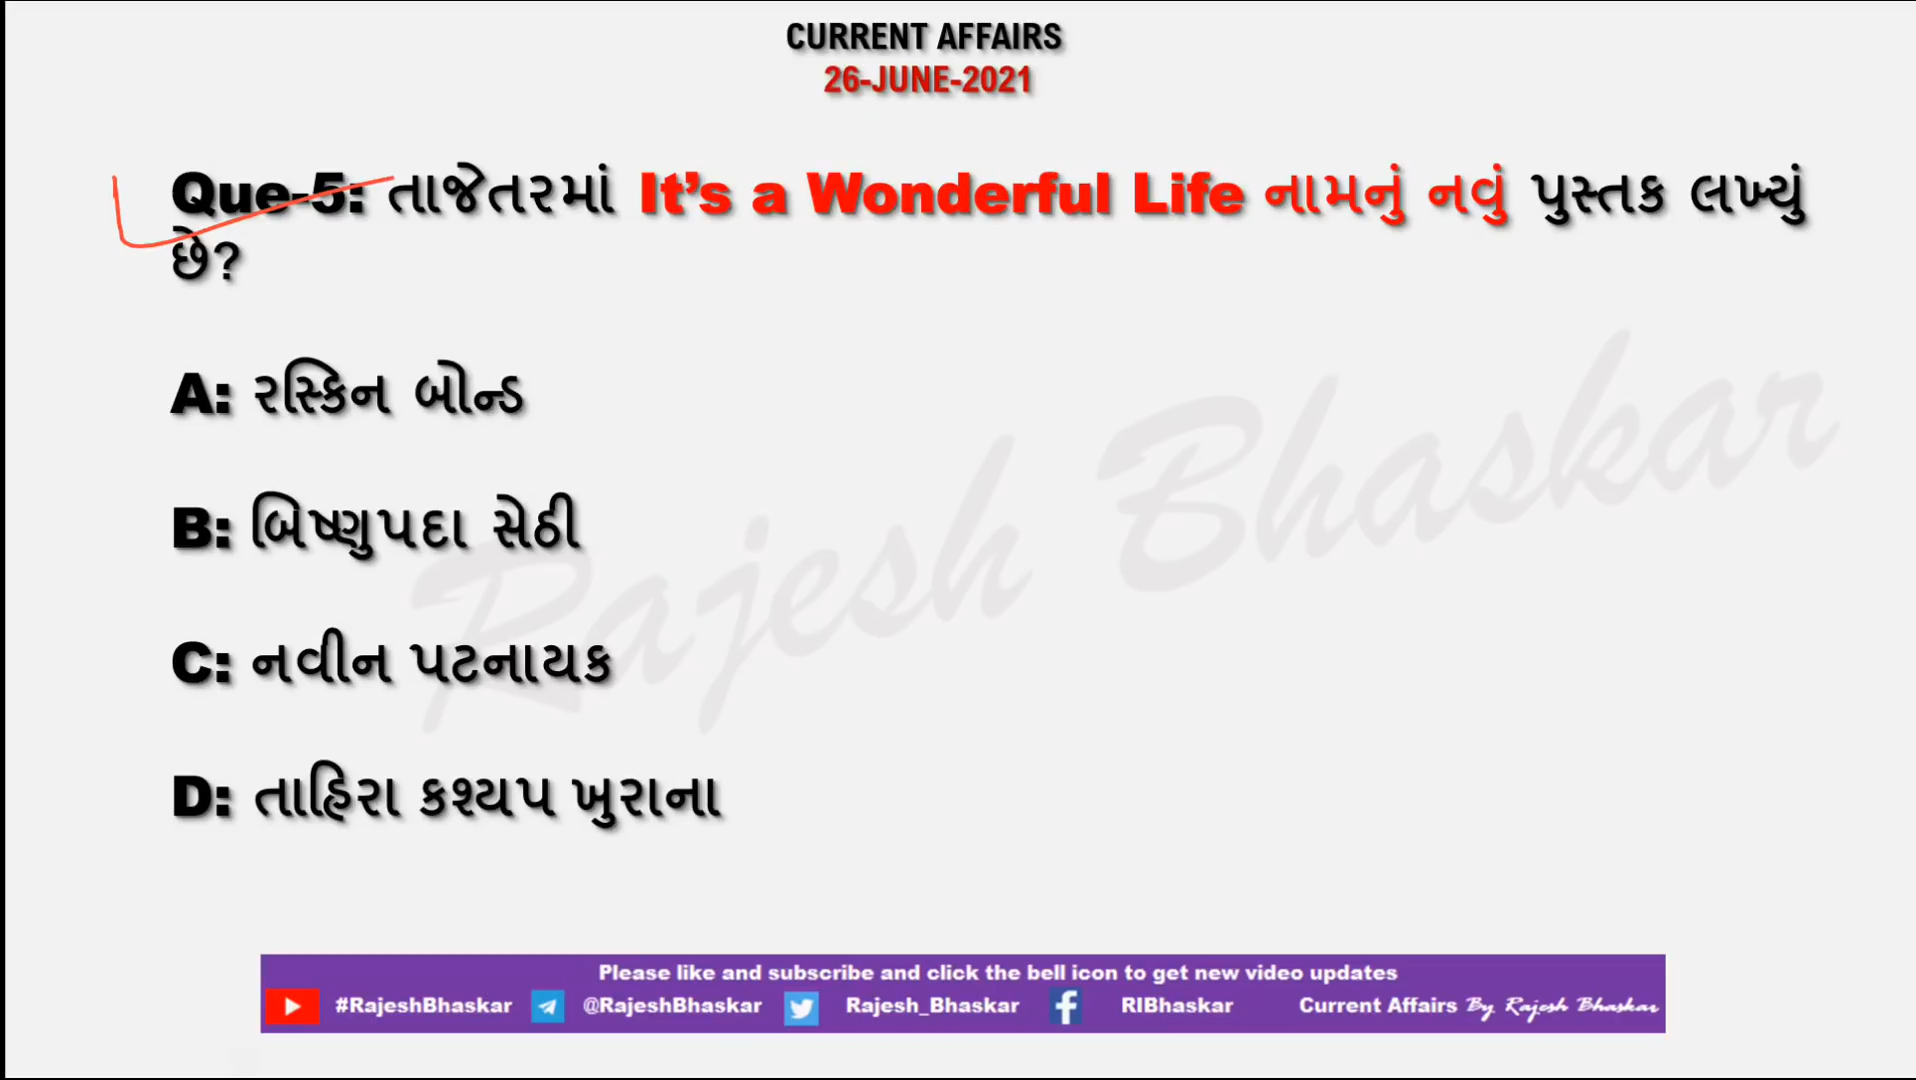 CURRENT AFFAIRS
26-JUNE-2021
Que-5: તાજેતરમાં It’s a Wonderful Life નામનું નવું પુસ્તક લખ્યું
છે?
A: રસ્કિન બોન્ડ
B: બિષ્ણુપદા સેઠી
C: નવીન પટનાયક
D: તાહિરા કશ્યપ ખુરાના
Rajesh Bhaskar
Please like and subscribe and click the bell icon to get new video updates
#RajeshBhaskar @RajeshBhaskar Rajesh_Bhaskar RIBhaskar Current Affairs By Rajesh Bhaskar